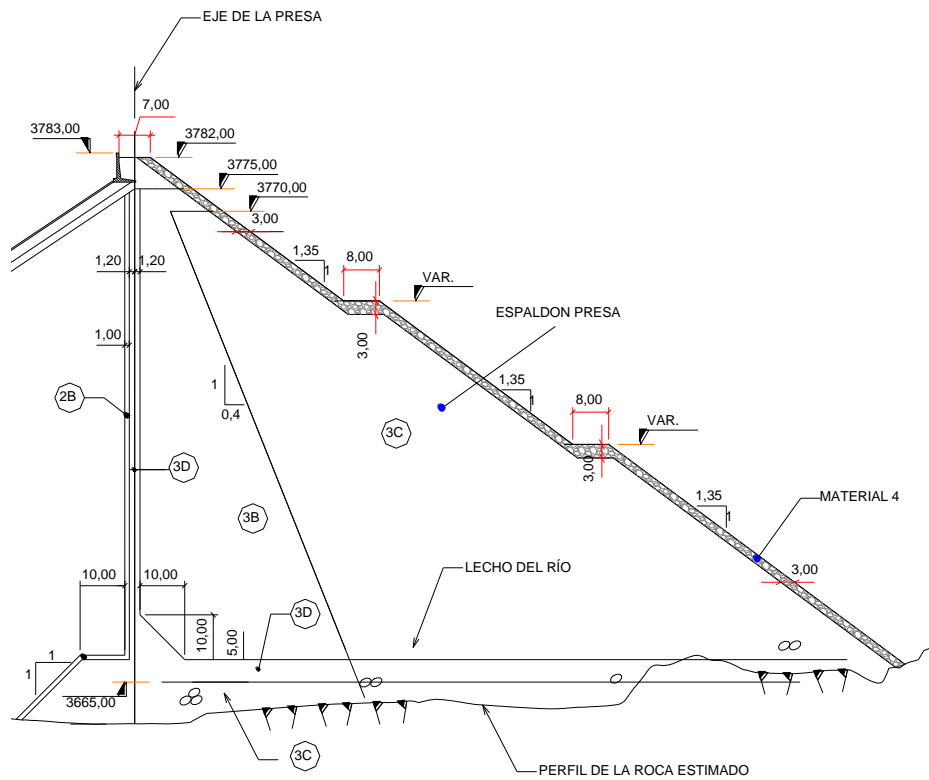 EJE DE LA PRESA
7,00
3783,00
3782,00
3775,00
3770,00
3,00
1,35
1
8,00
VAR.
1,20
1,20
ESPALDON PRESA
3,00
1,00
1
0,4
1,35
1
8,00
2B
3C
VAR.
3D
3,00
1,35
1
MATERIAL 4
3B
10,00
10,00
LECHO DEL RÍO
3,00
10,00
5,00
3D
1
1
3665,00
3C
PERFIL DE LA ROCA ESTIMADO